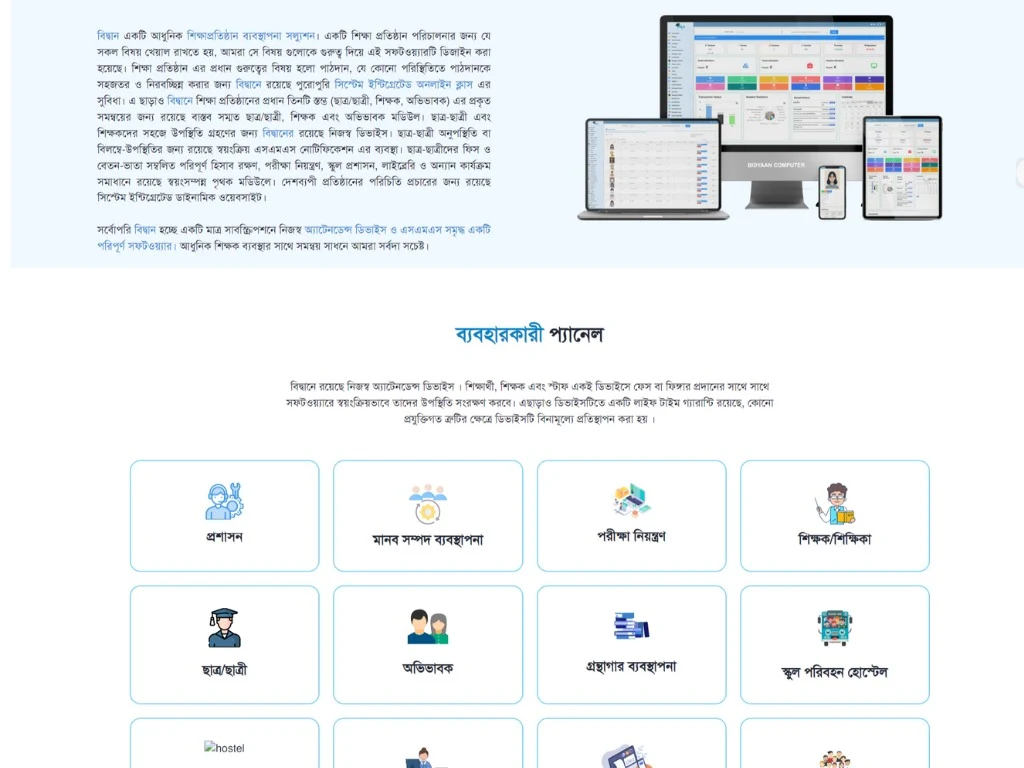 বিদ্বান একটি আধুনিক শিক্ষাপ্রতিষ্ঠান ব্যবস্থাপনা সল্যুশন। একটি শিক্ষা প্রতিষ্ঠান পরিচালনার জন্য যে
সকল বিষয় খেয়াল রাখতে হয়, আমরা সে বিষয় গুলোকে গুরুত্ব দিয়ে এই সফটওয়্যারটি ডিজাইন করা
হয়েছে। শিক্ষা প্রতিষ্ঠান এর প্রধান গুরুত্বের বিষয় হলো পাঠদান, যে কোনো পরিস্থিতিতে পাঠদানকে
সহজতর ও নিরবচ্ছিন্ন করার জন্য বিদ্বানে রয়েছে পুরোপুরি সিস্টেম ইন্টিগ্রেটেড অনলাইন ক্লাস এর
সুবিধা। এ ছাড়াও বিদ্বানে শিক্ষা প্রতিষ্ঠানের প্রধান তিনটি স্তম্ভ (ছাত্র/ছাত্রী, শিক্ষক, অভিভাবক) এর প্রকৃত
সমন্বয়ের জন্য রয়েছে বাস্তব সম্যত ছাত্র/ছাত্রী, শিক্ষক এবং অভিভাবক মডিউল। ছাত্র-ছাত্রী এবং
শিক্ষকদের সহজে উপস্থিতি গ্রহণের জন্য বিদ্বানের রয়েছে নিজস্ব ডিভাইস। ছাত্র-ছাত্রী অনুপস্থিতি বা
বিলম্বে-উপস্থিতির জন্য রয়েছে স্বয়ংক্রিয় এসএমএস নোটিফিকেশন এর ব্যবস্থা। ছাত্র-ছাত্রীদের ফিস ও
বেতন-ভাতা সম্বলিত পরিপূর্ণ হিসাব রক্ষণ, পরীক্ষা নিয়ন্ত্রণ, স্কুল প্রশাসন, লাইব্রেরি ও অন্যান কার্যক্রম
সমাধানে রয়েছে স্বয়ংসম্পন্ন পৃথক মডিউলে। দেশব্যপী প্রতিষ্ঠানের পরিচিতি প্রচারের জন্য রয়েছে
সিস্টেম ইন্টিগ্রেটেড ডাইনামিক ওয়েবসাইট।
সর্বোপরি বিদ্বান হচ্ছে একটি মাত্র সাবস্ক্রিপশনে নিজস্ব অ্যাটেনডেন্স ডিভাইস ও এসএমএস সমৃদ্ধ একটি
পরিপূর্ণ সফটওয়্যার। আধুনিক শিক্ষক ব্যবস্থার সাথে সমন্বয় সাধনে আমরা সর্বদা সচেষ্ট।
BIDYAAN COMPUTER
ব্যবহারকারী প্যানেল
বিদ্বানে রয়েছে নিজস্ব অ্যাটেনডেন্স ডিভাইস । শিক্ষার্থী, শিক্ষক এবং স্টাফ একই ডিভাইসে ফেস বা ফিঙ্গার প্রদানের সাথে সাথে
সফটওয়্যারে স্বয়ংক্রিয়ভাবে তাদের উপস্থিতি সংরক্ষণ করবে। এছাড়াও ডিভাইসটিতে একটি লাইফ টাইম গ্যারান্টি রয়েছে, কোনো
প্রযুক্তিগত ত্রুটির ক্ষেত্রে ডিভাইসটি বিনামূল্যে প্রতিস্থাপন করা হয় ।
প্রশাসন
মানব সম্পদ ব্যবস্থাপনা
পরীক্ষা নিয়ন্ত্রণ
শিক্ষক/শিক্ষিকা
ছাত্র/ছাত্রী
অভিভাবক
গ্রন্থাগার ব্যবস্থাপনা
স্কুল পরিবহন হোস্টেল
hostel